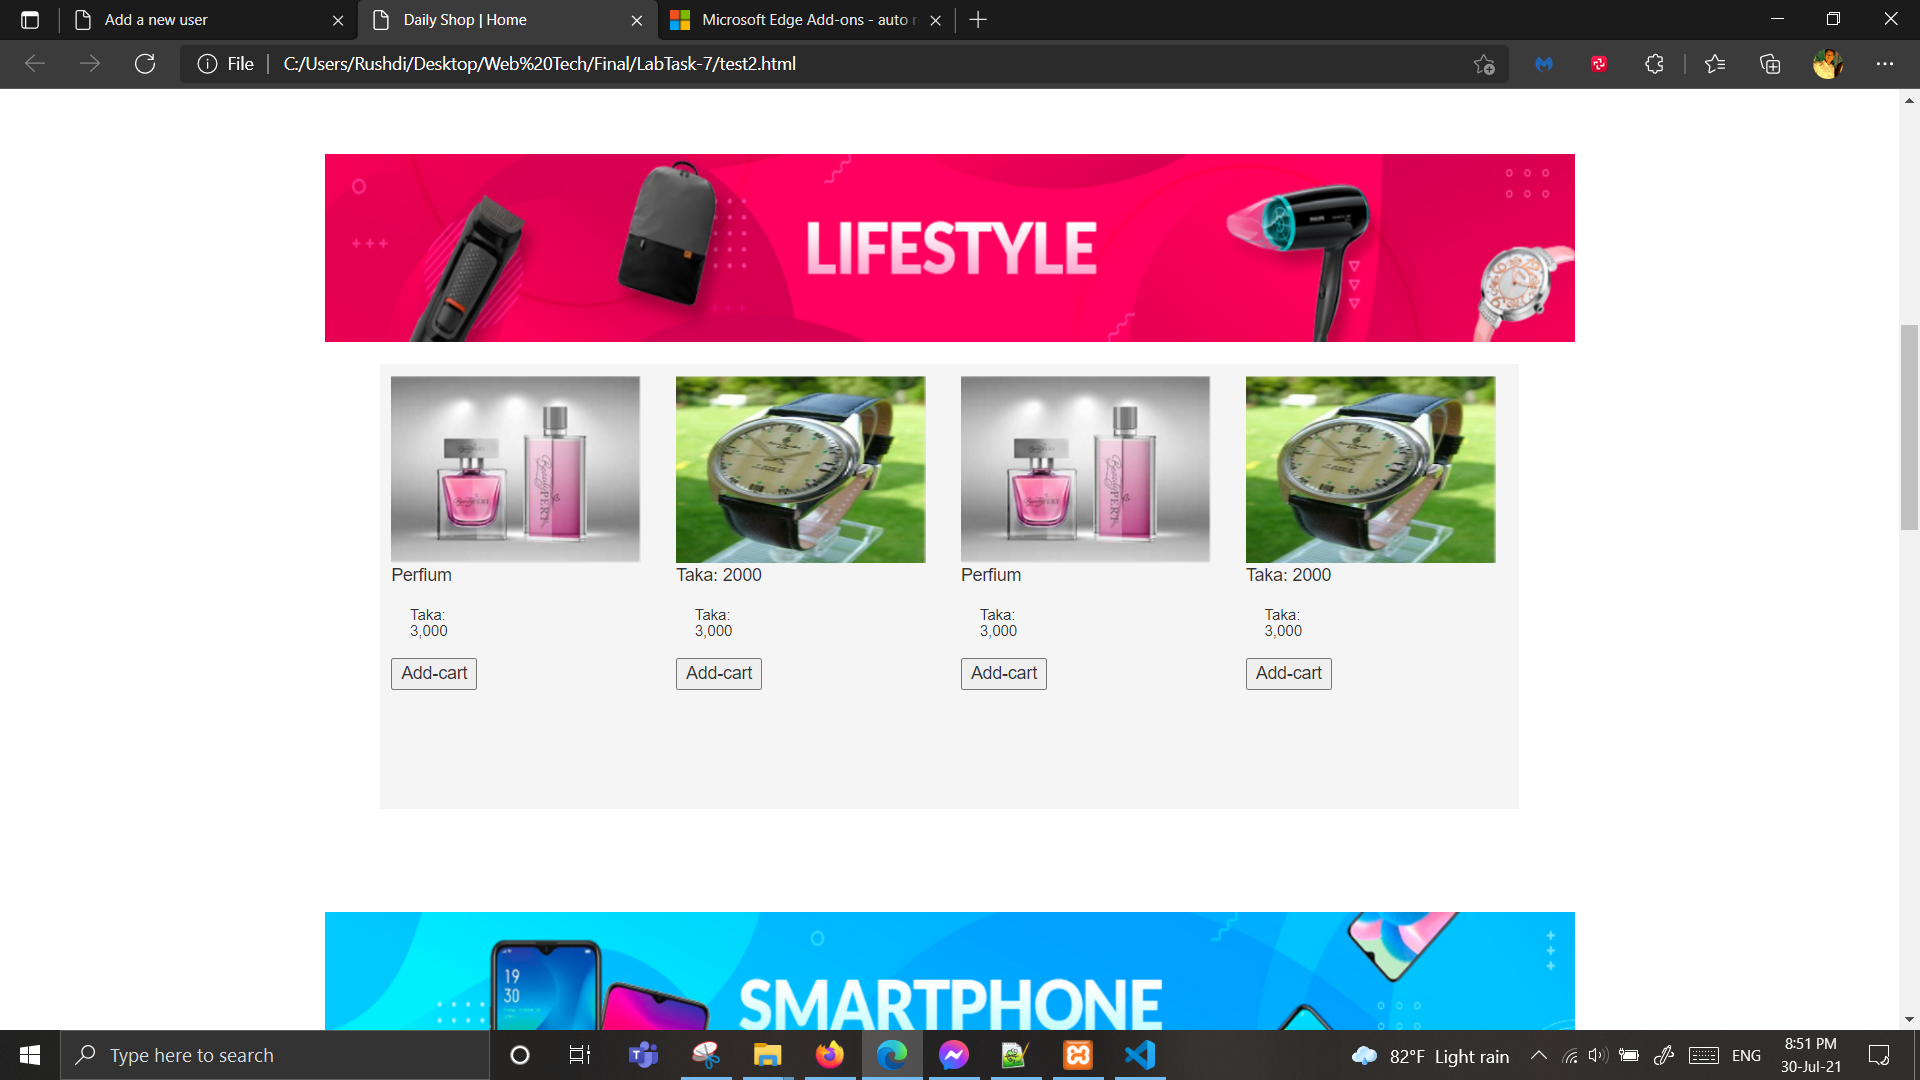 Add a new user
Daily Shop | Home
Microsoft Edge Add-ons - auto r
File
C:/Users/Rushdi/Desktop/Web%20Tech/Final/LabTask-7/test2.html
LIFESTYLE
Perfium
Taka: 2000
Perfium
Taka: 2000
Taka:
3,000
Taka:
3,000
Taka:
3,000
Taka:
3,000
Add-cart
Add-cart
Add-cart
Add-cart
19
30
SMARTPHONE
Type here to search
82°F Light rain
ENG
8:51 PM
30-Jul-21